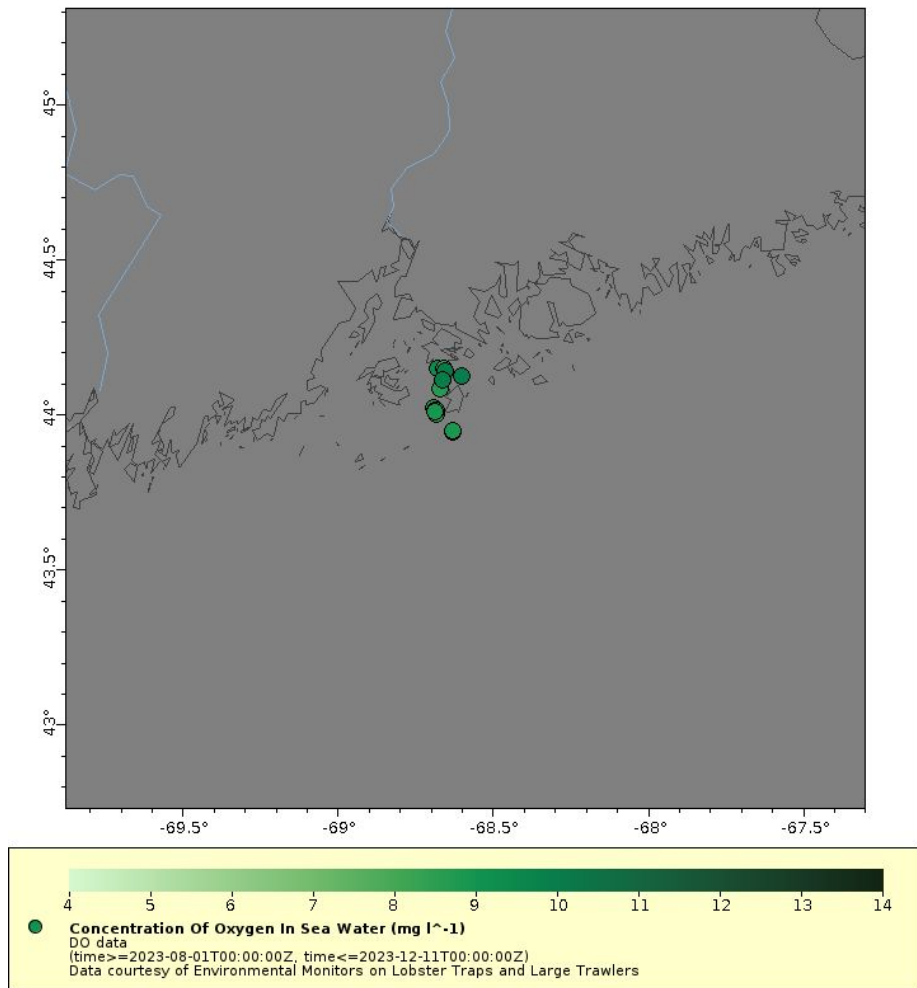 45°
44.5°
44°
43.5°
43°
-69.5° -69° -68.5° -68° -67.5°
4 5 6 7 8 9 10 11 12 13 14
Concentration Of Oxygen In Sea Water (mg l^-1)
DO data
(time>=2023-08-01T00:00:00Z, time<=2023-12-11T00:00:00Z)
Data courtesy of Environmental Monitors on Lobster Traps and Large Trawlers